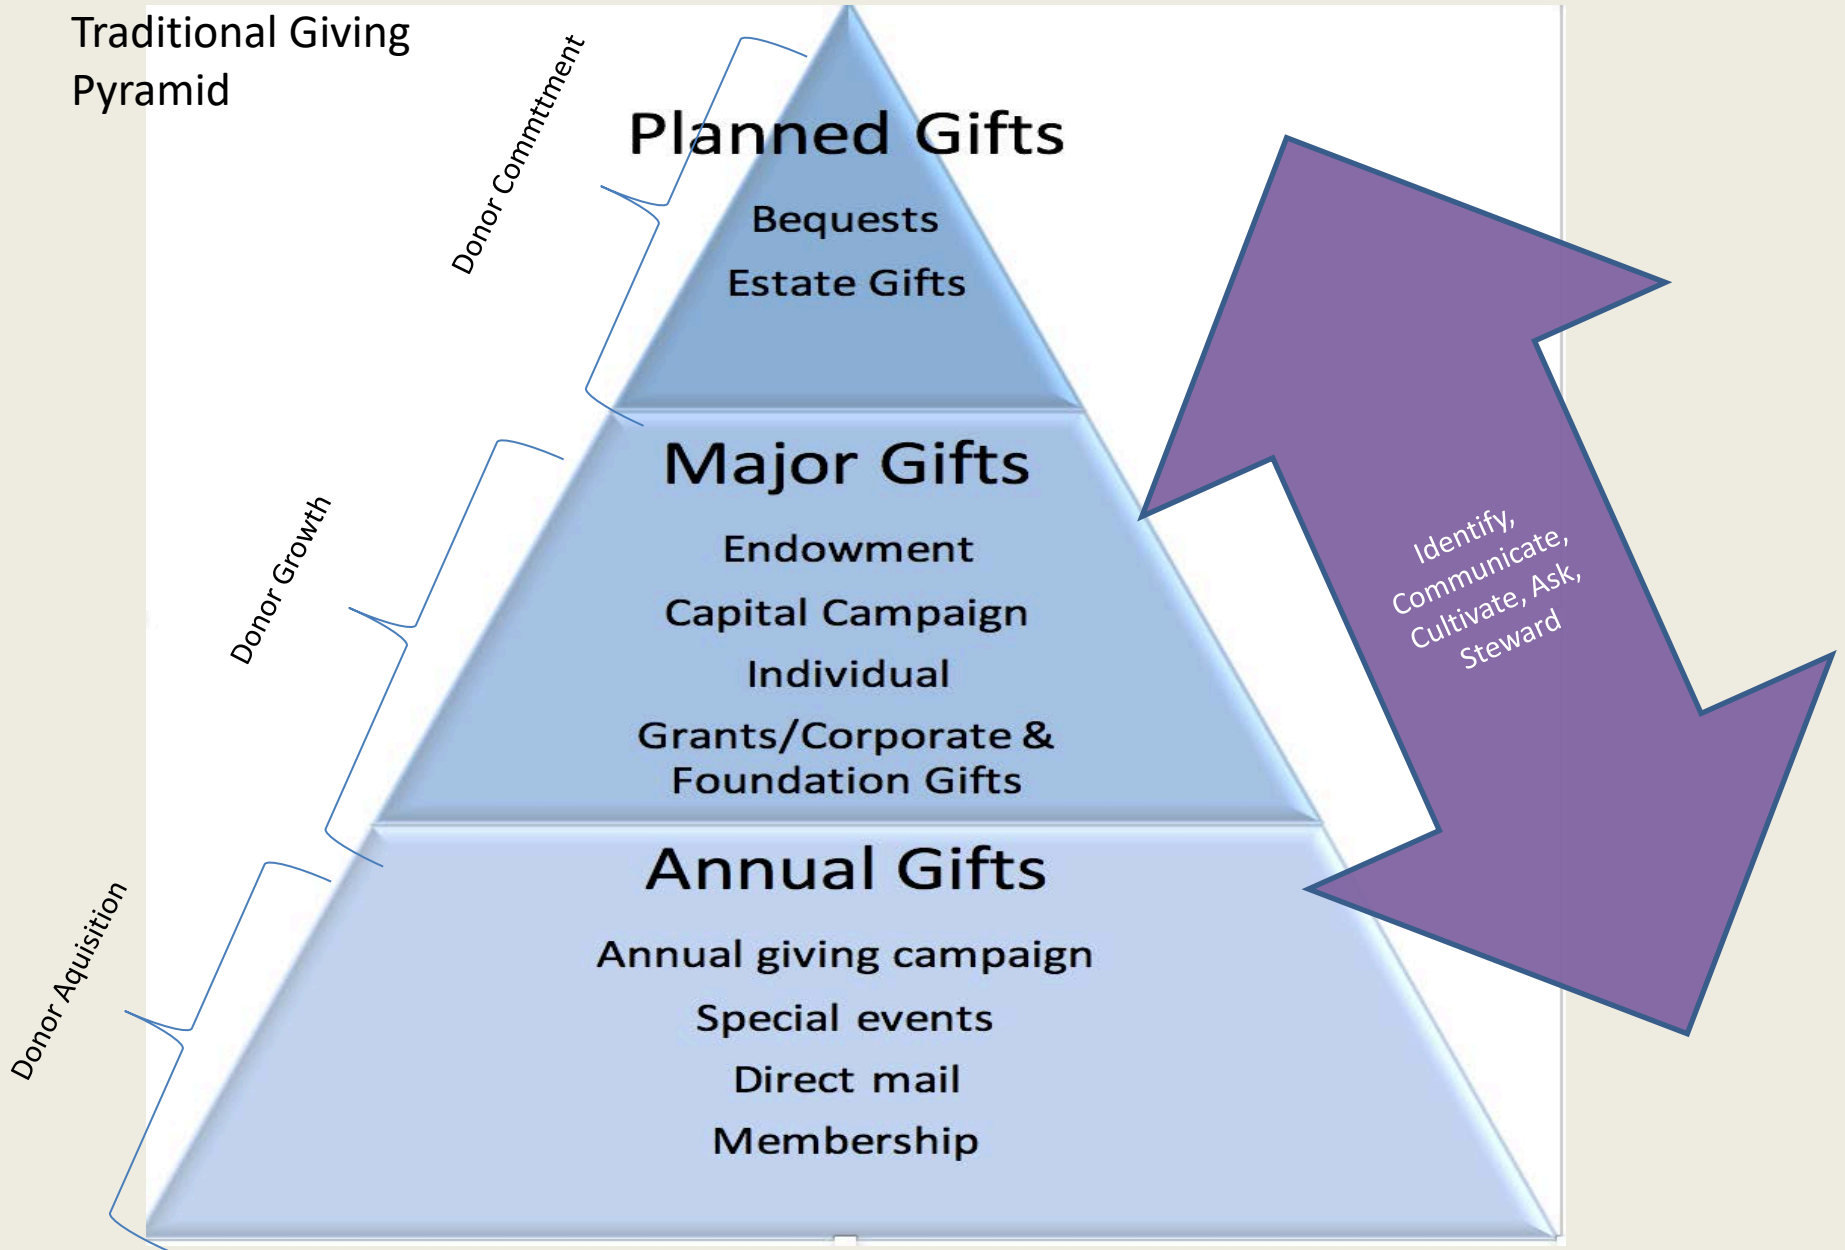 Traditional Giving
Pyramid
Donor Committment
Planned Gifts
Bequests
Estate Gifts
Donor Growth
Major Gifts
Endowment
Capital Campaign
Individual
Grants/Corporate &
Foundation Gifts
Donor Aquisition
Annual Gifts
Annual giving campaign
Special events
Direct mail
Membership
Identify,
Communicate,
Cultivate, Ask,
Steward